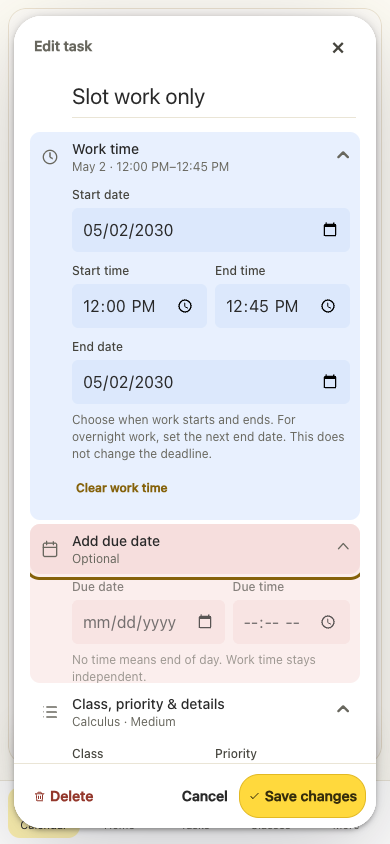 Edit task
Slot work only
Work time
May 2 · 12:00 PM–12:45 PM
Start date
05/02/2030
Start time End time
12:00 PM 12:45 PM
End date
05/02/2030
Choose when work starts and ends. For
overnight work, set the next end date. This does
not change the deadline.
Clear work time
Add due date
Optional
Due date Due time
mm/dd/yyyy --:-- --
No time means end of day. Work time stays
independent.
Class, priority & details
Calculus · Medium
Class Priority
Delete Cancel Save changes